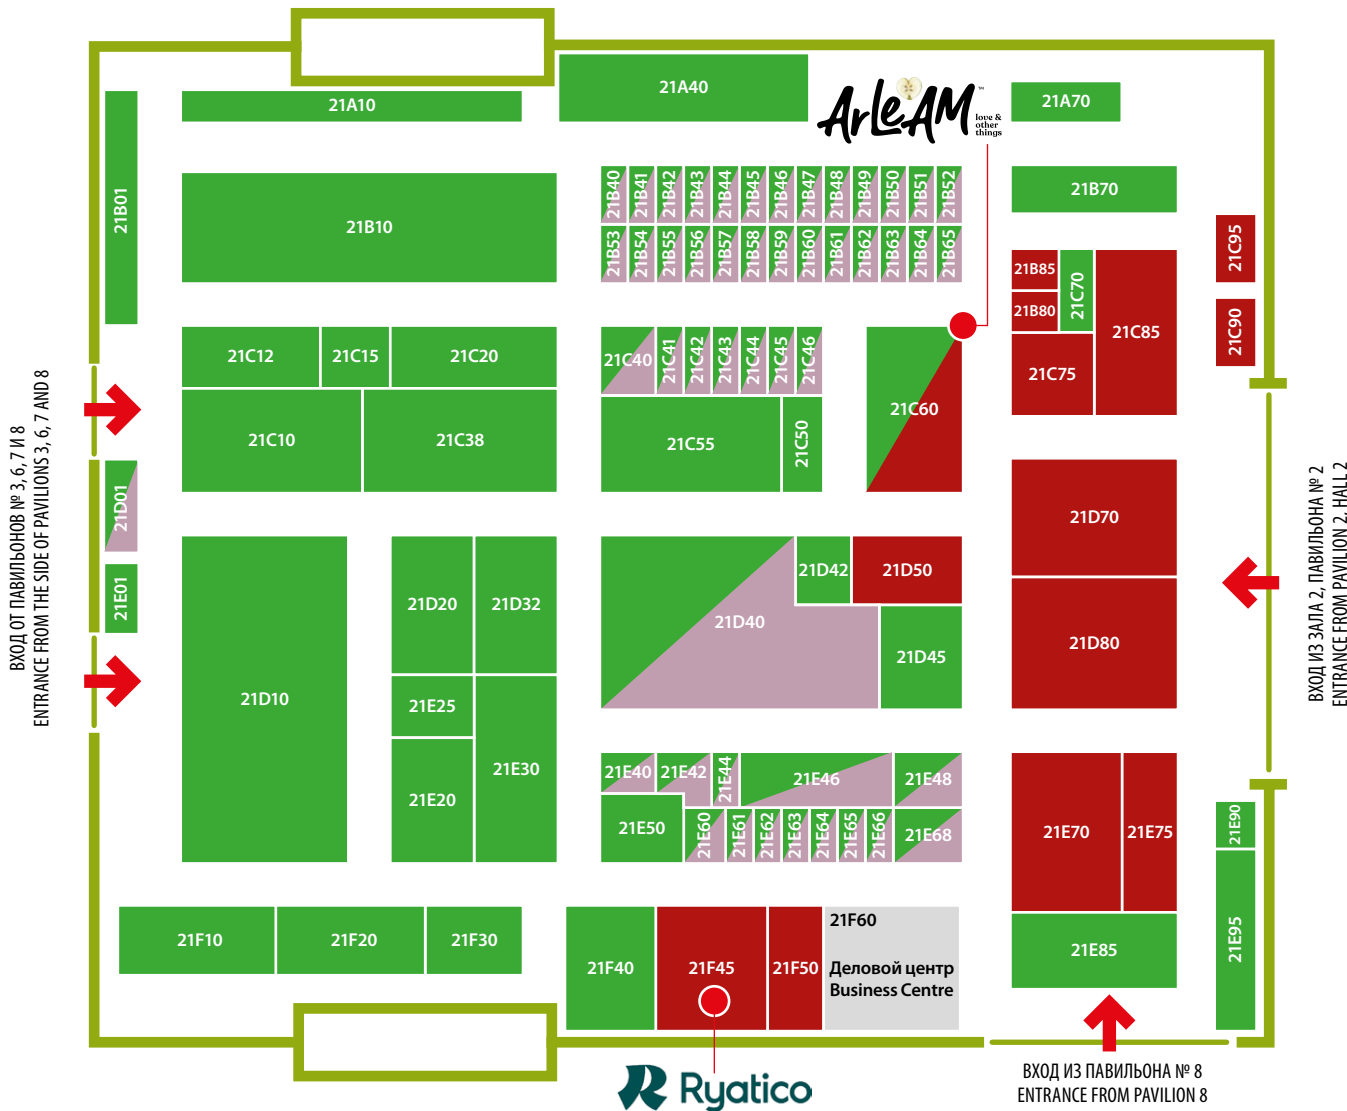 21A10
21A40
ArLeAM™
love &
other
things
21A70
21B01
21B10
21B40
21B41
21B42
21B43
21B44
21B45
21B46
21B47
21B48
21B49
21B50
21B51
21B52
21B53
21B54
21B55
21B56
21B57
21B58
21B59
21B60
21B61
21B62
21B63
21B64
21B65
21B70
21C95
21C90
21B85
21B80
21C70
21C85
21C75
21C12
21C15
21C20
21C10
21C38
21C40
21C41
21C42
21C43
21C44
21C45
21C46
21C55
21C50
21C60
ВХОД ОТ ПАВИЛЬОНОВ № 3, 6, 7 И 8
ENTRANCE FROM THE SIDE OF PAVILIONS 3, 6, 7 AND 8
21D01
21E01
21D10
21D20
21D32
21E25
21E20
21E30
21D40
21D42
21D50
21D45
21D70
21D80
ВХОД ИЗ ЗАЛА 2, ПАВИЛЬОНА № 2
ENTRANCE FROM PAVILION 2, HALL 2
21E40
21E42
21E44
21E46
21E48
21E50
21E60
21E61
21E62
21E63
21E64
21E65
21E66
21E68
21E70
21E75
21E85
21E90
21E95
21F10
21F20
21F30
21F40
21F45
21F50
21F60
Деловой центр
Business Centre
Ryatico
ВХОД ИЗ ПАВИЛЬОНА № 8
ENTRANCE FROM PAVILION 8